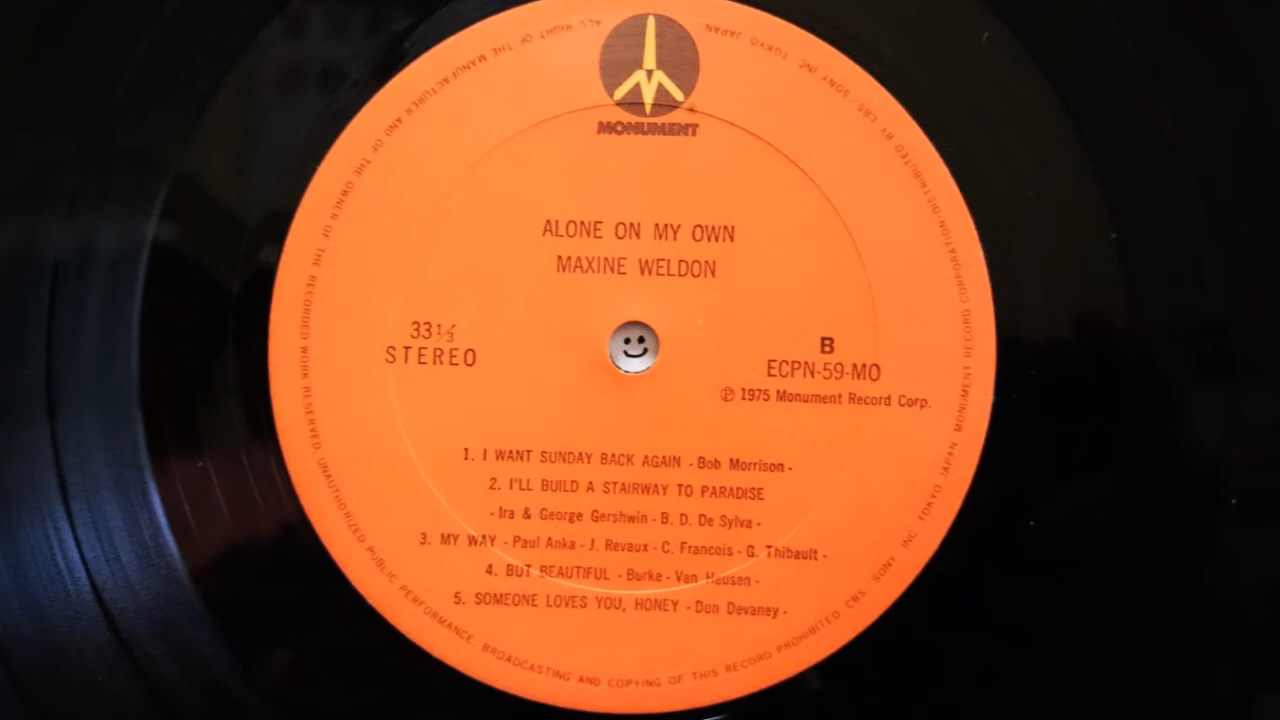 MONUMENT
ALONE ON MY OWN
MAXINE WELDON
33⅓
STEREO
B
ECPN-59-MO
Ⓟ 1975 Monument Record Corp.
1. I WANT SUNDAY BACK AGAIN - Bob Morrison -
2. I'LL BUILD A STAIRWAY TO PARADISE
- Ira & George Gershwin - B. D. De Sylva -
3. MY WAY - Paul Anka - J. Revaux - C. Francois - G. Thibault -
4. BUT BEAUTIFUL - Burke - Van Heusen -
5. SOMEONE LOVES YOU, HONEY - Don Devaney -
ALL RIGHT OF THE MANUFACTURER AND OF THE OWNER OF THE RECORDED WORK RESERVED. UNAUTHORIZED PUBLIC PERFORMANCE, BROADCASTING AND COPYING OF THIS RECORD PROHIBITED CBS/SONY INC TOKYO JAPAN MONUMENT RECORD CORPORATION-DISTRIBUTED BY CBS/SONY INC TOKYO JAPAN